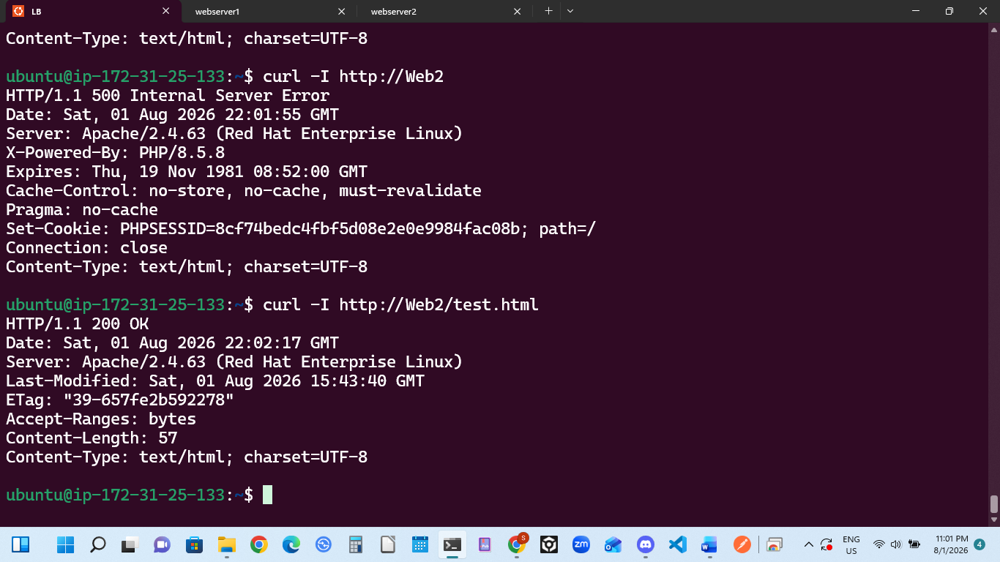 LB
webserver1
webserver2
Content-Type: text/html; charset=UTF-8
ubuntu@ip-172-31-25-133:~$ curl -I http://Web2
HTTP/1.1 500 Internal Server Error
Date: Sat, 01 Aug 2026 22:01:55 GMT
Server: Apache/2.4.63 (Red Hat Enterprise Linux)
X-Powered-By: PHP/8.5.8
Expires: Thu, 19 Nov 1981 08:52:00 GMT
Cache-Control: no-store, no-cache, must-revalidate
Pragma: no-cache
Set-Cookie: PHPSESSID=8cf74bedc4fbf5d08e2e0e9984fac08b; path=/
Connection: close
Content-Type: text/html; charset=UTF-8
ubuntu@ip-172-31-25-133:~$ curl -I http://Web2/test.html
HTTP/1.1 200 OK
Date: Sat, 01 Aug 2026 22:02:17 GMT
Server: Apache/2.4.63 (Red Hat Enterprise Linux)
Last-Modified: Sat, 01 Aug 2026 15:43:40 GMT
ETag: "39-657fe2b592278"
Accept-Ranges: bytes
Content-Length: 57
Content-Type: text/html; charset=UTF-8
ubuntu@ip-172-31-25-133:~$
S
zm
W
ENG
US
11:01 PM
8/1/2026
4